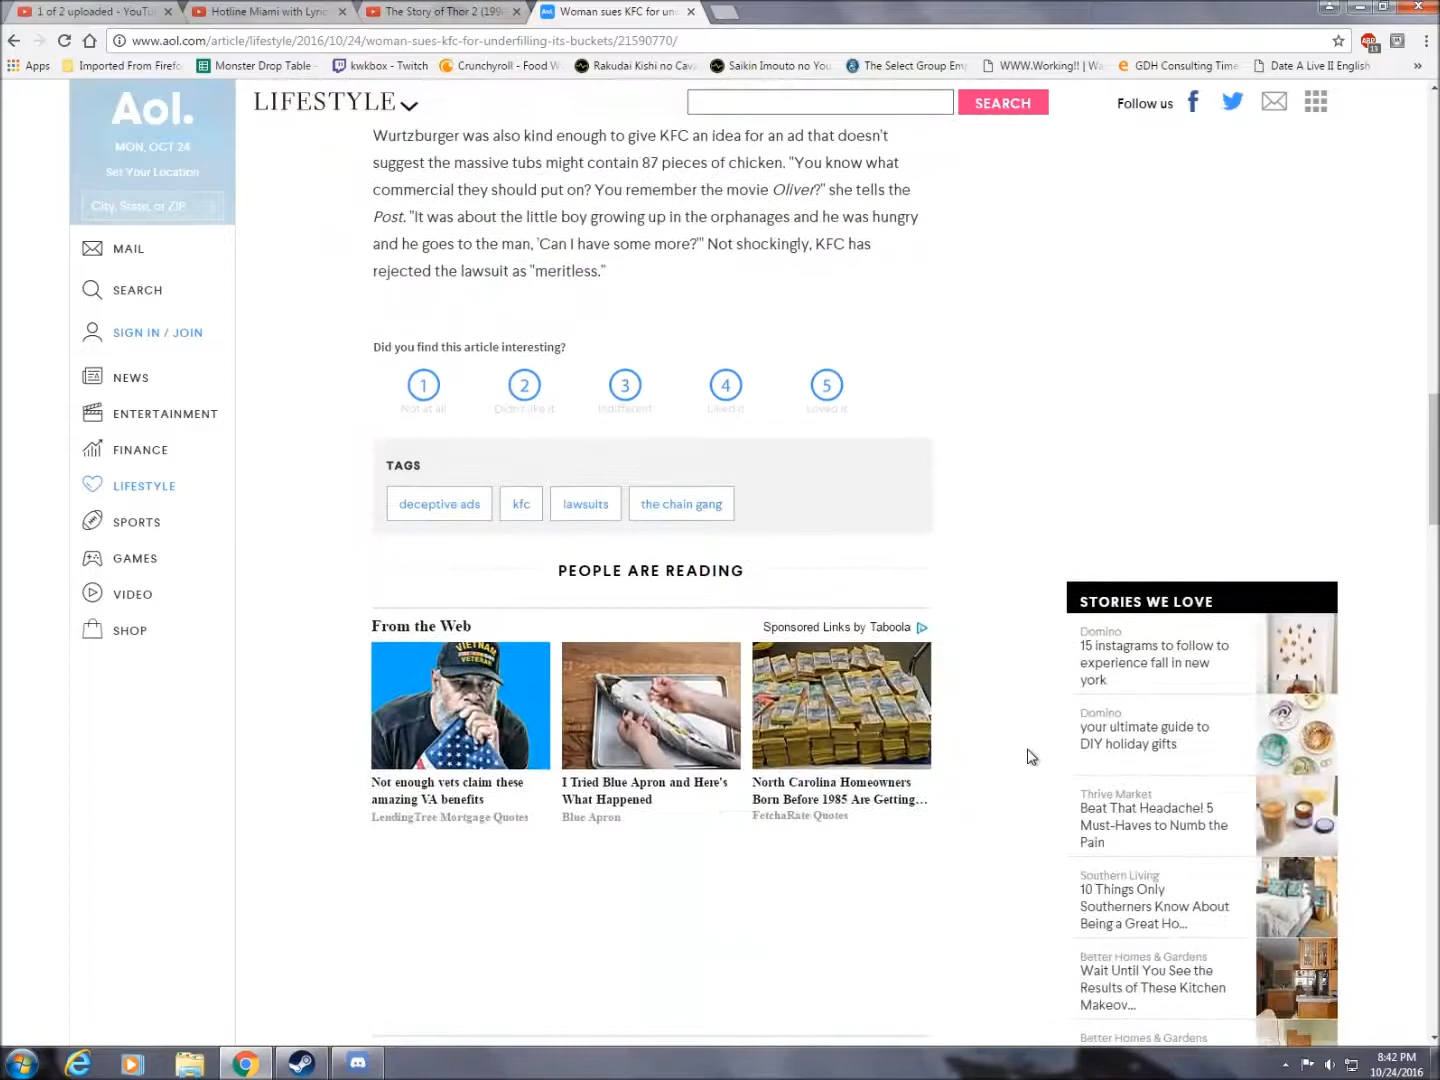 1 of 2 uploaded - YouTu
Hotline Miami with Lyric
The Story of Thor 2 (199
Woman sues KFC for un
www.aol.com/article/lifestyle/2016/10/24/woman-sues-kfc-for-underfilling-its-buckets/21590770/
Apps
Imported From Firefo
Monster Drop Table
kwkbox - Twitch
Crunchyroll - Food W
Rakudai Kishi no Cava
Saikin Imouto no You
The Select Group Emp
WWW.Working!! | Wa
GDH Consulting Time
Date A Live II English
»
Aol.
MON, OCT 24
Set Your Location
City, State, or ZIP
MAIL
SEARCH
SIGN IN / JOIN
NEWS
ENTERTAINMENT
FINANCE
LIFESTYLE
SPORTS
GAMES
VIDEO
SHOP
LIFESTYLE
SEARCH
Follow us
Wurtzburger was also kind enough to give KFC an idea for an ad that doesn't
suggest the massive tubs might contain 87 pieces of chicken. "You know what
commercial they should put on? You remember the movie Oliver?" she tells the
Post. "It was about the little boy growing up in the orphanages and he was hungry
and he goes to the man, 'Can I have some more?'" Not shockingly, KFC has
rejected the lawsuit as "meritless."
Did you find this article interesting?
1 2 3 4 5
Not at all Didn't like it Indifferent Liked it Loved it
TAGS
deceptive ads kfc lawsuits the chain gang
PEOPLE ARE READING
From the Web
Sponsored Links by Taboola
VIETNAM
VETERAN
Not enough vets claim these
amazing VA benefits
LendingTree Mortgage Quotes
I Tried Blue Apron and Here's
What Happened
Blue Apron
North Carolina Homeowners
Born Before 1985 Are Getting...
FetchaRate Quotes
STORIES WE LOVE
Domino
15 instagrams to follow to
experience fall in new
york
Domino
your ultimate guide to
DIY holiday gifts
Thrive Market
Beat That Headache! 5
Must-Haves to Numb the
Pain
Southern Living
10 Things Only
Southerners Know About
Being a Great Ho...
Better Homes & Gardens
Wait Until You See the
Results of These Kitchen
Makeov...
Better Homes & Gardens
8:42 PM
10/24/2016